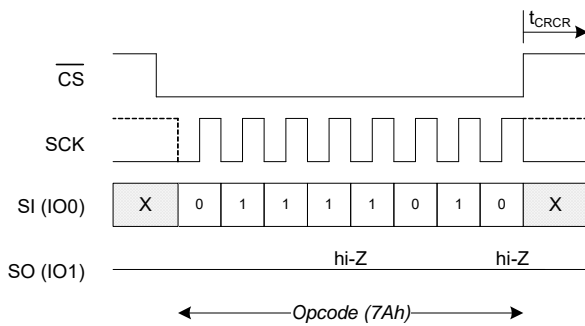 tCRCR
CS
SCK
SI (IO0) X 0 1 1 1 1 0 1 0 X
hi-Z hi-Z
SO (IO1)
Opcode (7Ah)